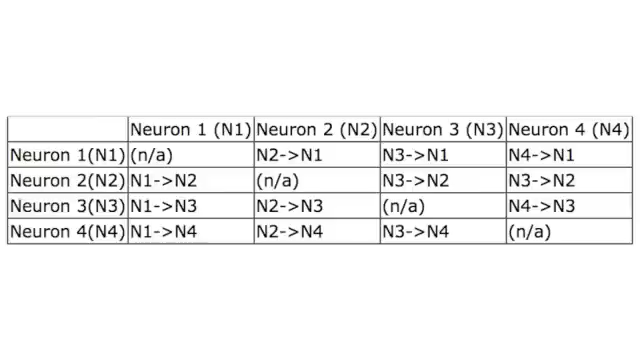 Neuron 1 (N1) Neuron 2 (N2) Neuron 3 (N3) Neuron 4 (N4)
Neuron 1(N1) (n/a) N2->N1 N3->N1 N4->N1
Neuron 2(N2) N1->N2 (n/a) N3->N2 N3->N2
Neuron 3(N3) N1->N3 N2->N3 (n/a) N4->N3
Neuron 4(N4) N1->N4 N2->N4 N3->N4 (n/a)